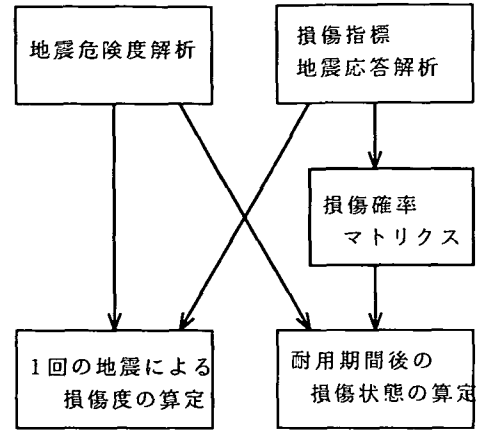 地震危険度解析
損傷指標
地震応答解析
損傷確率
マトリクス
1回の地震による
損傷度の算定
耐用期間後の
損傷状態の算定